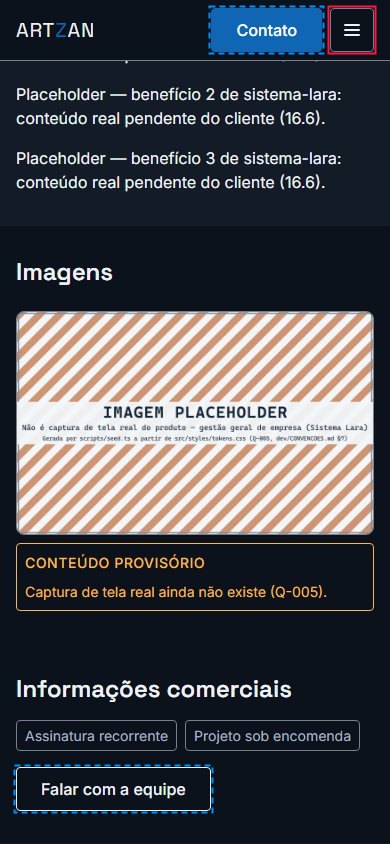 ARTZAN
Contato
Placeholder — benefício 2 de sistema-lara:
conteúdo real pendente do cliente (16.6).
Placeholder — benefício 3 de sistema-lara:
conteúdo real pendente do cliente (16.6).
Imagens
IMAGEM PLACEHOLDER
Não é captura de tela real do produto — gestão geral de empresa (Sistema Lara)
Gerada por scripts/seed.ts a partir de src/styles/tokens.css (Q-005, dev/CONVENCOES.md §7)
CONTEÚDO PROVISÓRIO
Captura de tela real ainda não existe (Q-005).
Informações comerciais
Assinatura recorrente
Projeto sob encomenda
Falar com a equipe